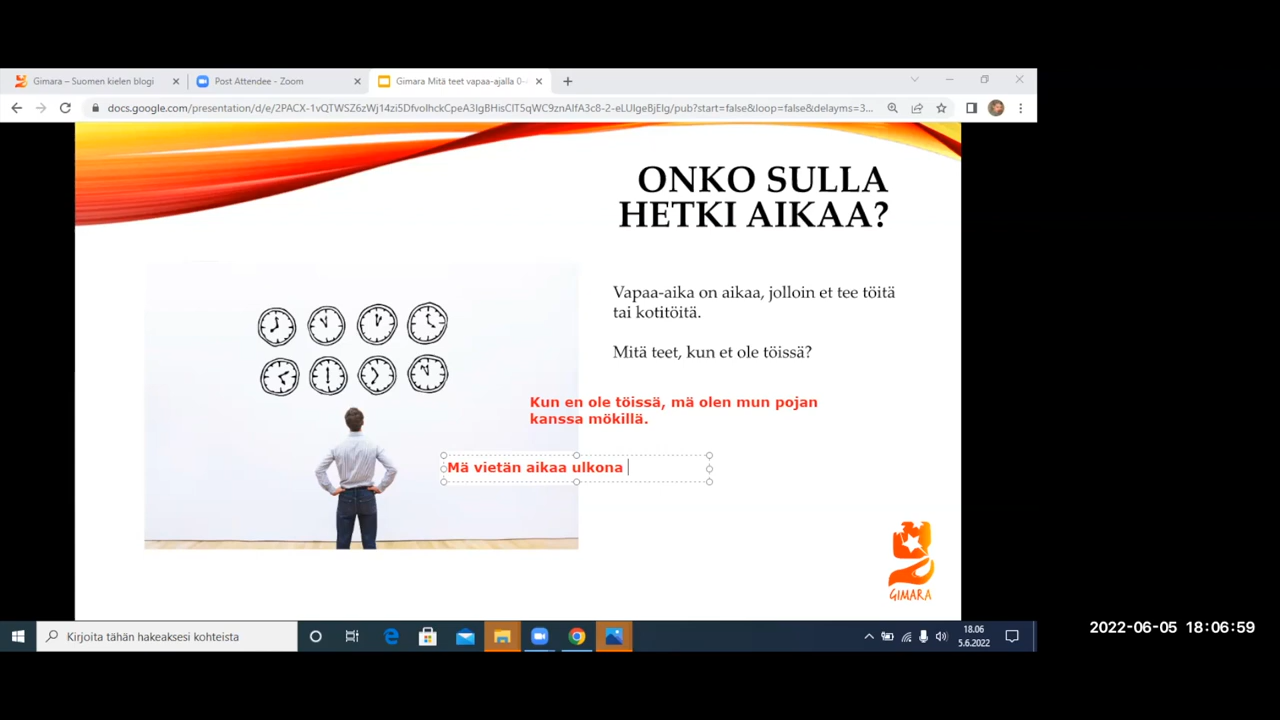 Gimara – Suomen kielen blogi
Post Attendee - Zoom
Gimara Mitä teet vapaa-ajalla 0-
docs.google.com/presentation/d/e/2PACX-1vQTWSZ6zWj14zi5DfvolhckCpeA3IgBHisClT5qWC9znAlfA3c8-2-eLUIgeBjEIg/pub?start=false&loop=false&delayms=3...
ONKO SULLA
HETKI AIKAA?
Vapaa-aika on aikaa, jolloin et tee töitä
tai kotitöitä.
Mitä teet, kun et ole töissä?
Kun en ole töissä, mä olen mun pojan
kanssa mökillä.
Mä vietän aikaa ulkona
GIMARA
Kirjoita tähän hakeaksesi kohteista
18.06
5.6.2022
2022-06-05 18:06:59